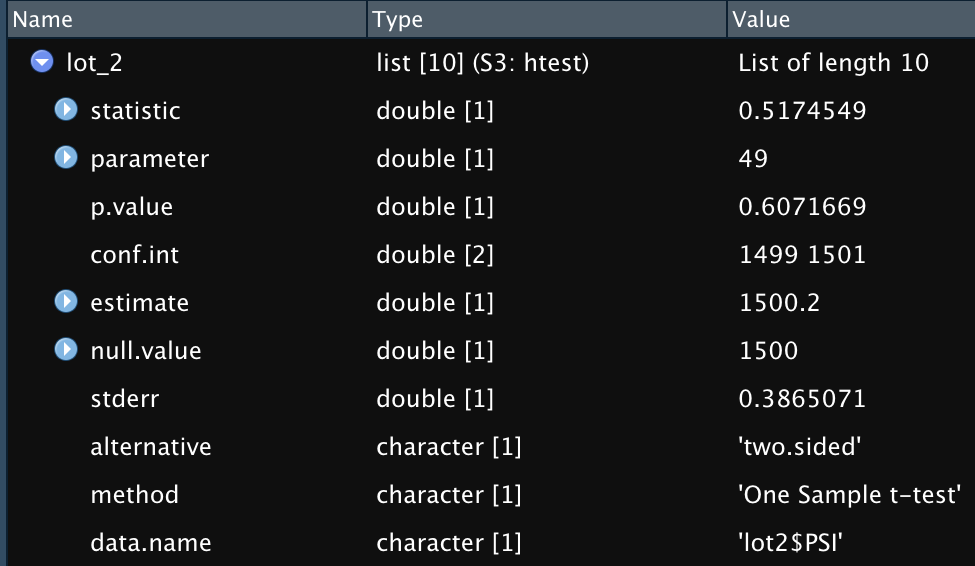 Name Type Value
lot_2 list [10] (S3: htest) List of length 10
statistic double [1] 0.5174549
parameter double [1] 49
p.value double [1] 0.6071669
conf.int double [2] 1499 1501
estimate double [1] 1500.2
null.value double [1] 1500
stderr double [1] 0.3865071
alternative character [1] 'two.sided'
method character [1] 'One Sample t-test'
data.name character [1] 'lot2$PSI'